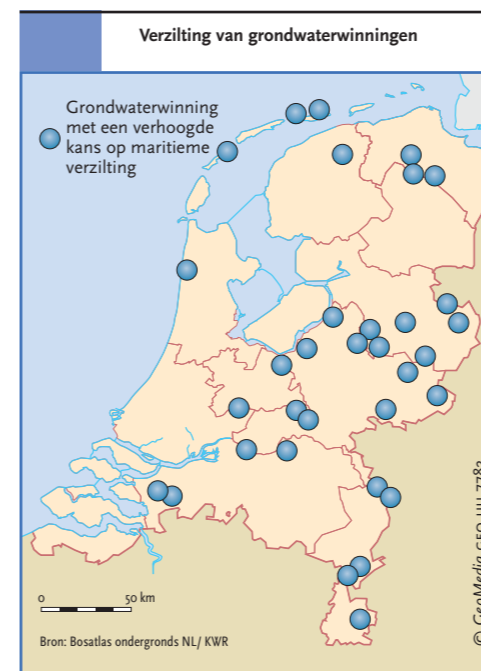 Verzilting van grondwaterwinningen
Grondwaterwinning
met een verhoogde
kans op maritieme
verzilting
0 50 km
Bron: Bosatlas ondergronds NL/ KWR
© GeoMedia